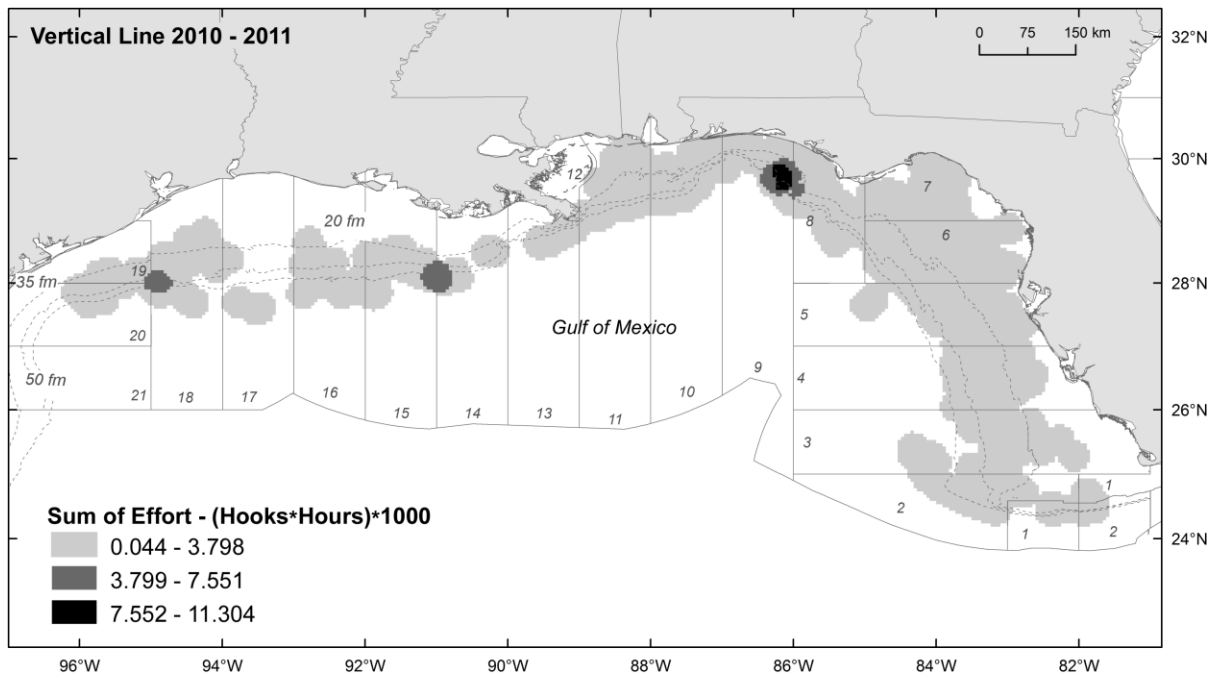 Vertical Line 2010 - 2011
0 75 150 km
32°N
30°N
28°N
26°N
24°N
12
7
8
6
20 fm
19
35 fm
5
Gulf of Mexico
20
50 fm
9
4
21
18
17
16
15
14
13
11
10
3
1
2
1
2
Sum of Effort - (Hooks*Hours)*1000
0.044 - 3.798
3.799 - 7.551
7.552 - 11.304
96°W 94°W 92°W 90°W 88°W 86°W 84°W 82°W